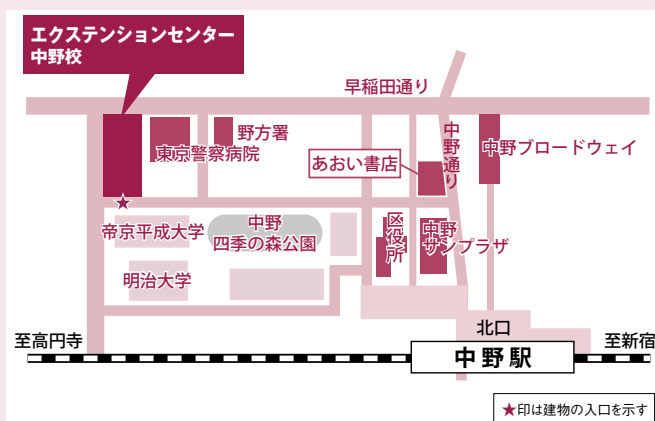 エクステンションセンター
中野校
早稲田通り
野方署
東京警察病院
あおい書店
中野通り
中野ブロードウェイ
帝京平成大学
中野
四季の森公園
区役所
中野
サンプラザ
明治大学
北口
至高円寺
中野駅
至新宿
★印は建物の入口を示す